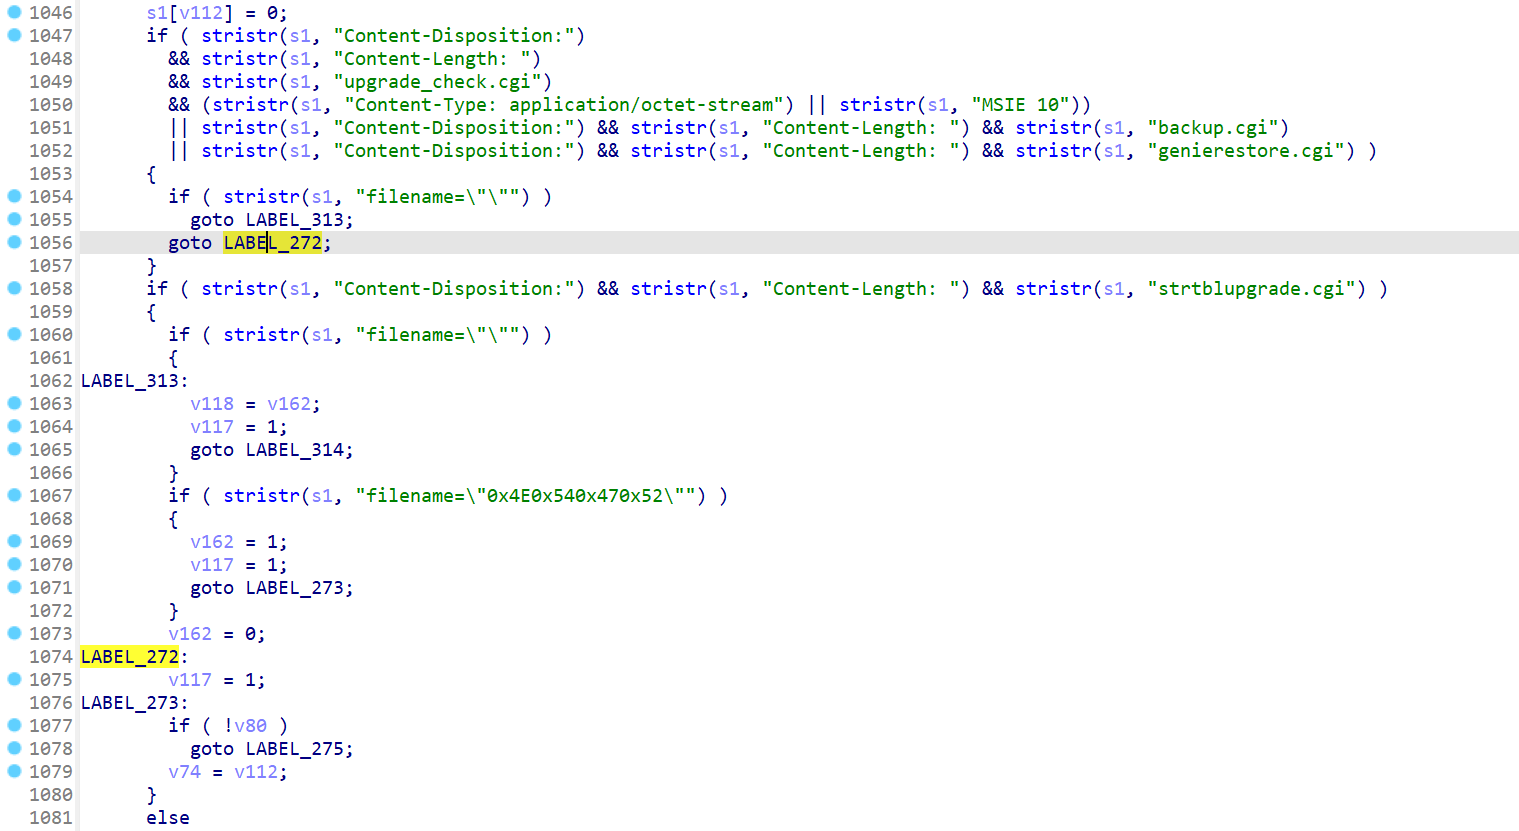 1046 s1[v112] = 0;
1047 if ( stristr(s1, "Content-Disposition:")
1048 && stristr(s1, "Content-Length: ")
1049 && stristr(s1, "upgrade_check.cgi")
1050 && (stristr(s1, "Content-Type: application/octet-stream") || stristr(s1, "MSIE 10"))
1051 || stristr(s1, "Content-Disposition:") && stristr(s1, "Content-Length: ") && stristr(s1, "backup.cgi")
1052 || stristr(s1, "Content-Disposition:") && stristr(s1, "Content-Length: ") && stristr(s1, "genierestore.cgi") )
1053 {
1054 if ( stristr(s1, "filename=\"\"") )
1055 goto LABEL_313;
1056 goto LABEL_272;
1057 }
1058 if ( stristr(s1, "Content-Disposition:") && stristr(s1, "Content-Length: ") && stristr(s1, "strtblupgrade.cgi") )
1059 {
1060 if ( stristr(s1, "filename=\"\"") )
1061 {
1062 LABEL_313:
1063 v118 = v162;
1064 v117 = 1;
1065 goto LABEL_314;
1066 }
1067 if ( stristr(s1, "filename=\"0x4E0x540x470x52\"") )
1068 {
1069 v162 = 1;
1070 v117 = 1;
1071 goto LABEL_273;
1072 }
1073 v162 = 0;
1074 LABEL_272:
1075 v117 = 1;
1076 LABEL_273:
1077 if ( !v80 )
1078 goto LABEL_275;
1079 v74 = v112;
1080 }
1081 else